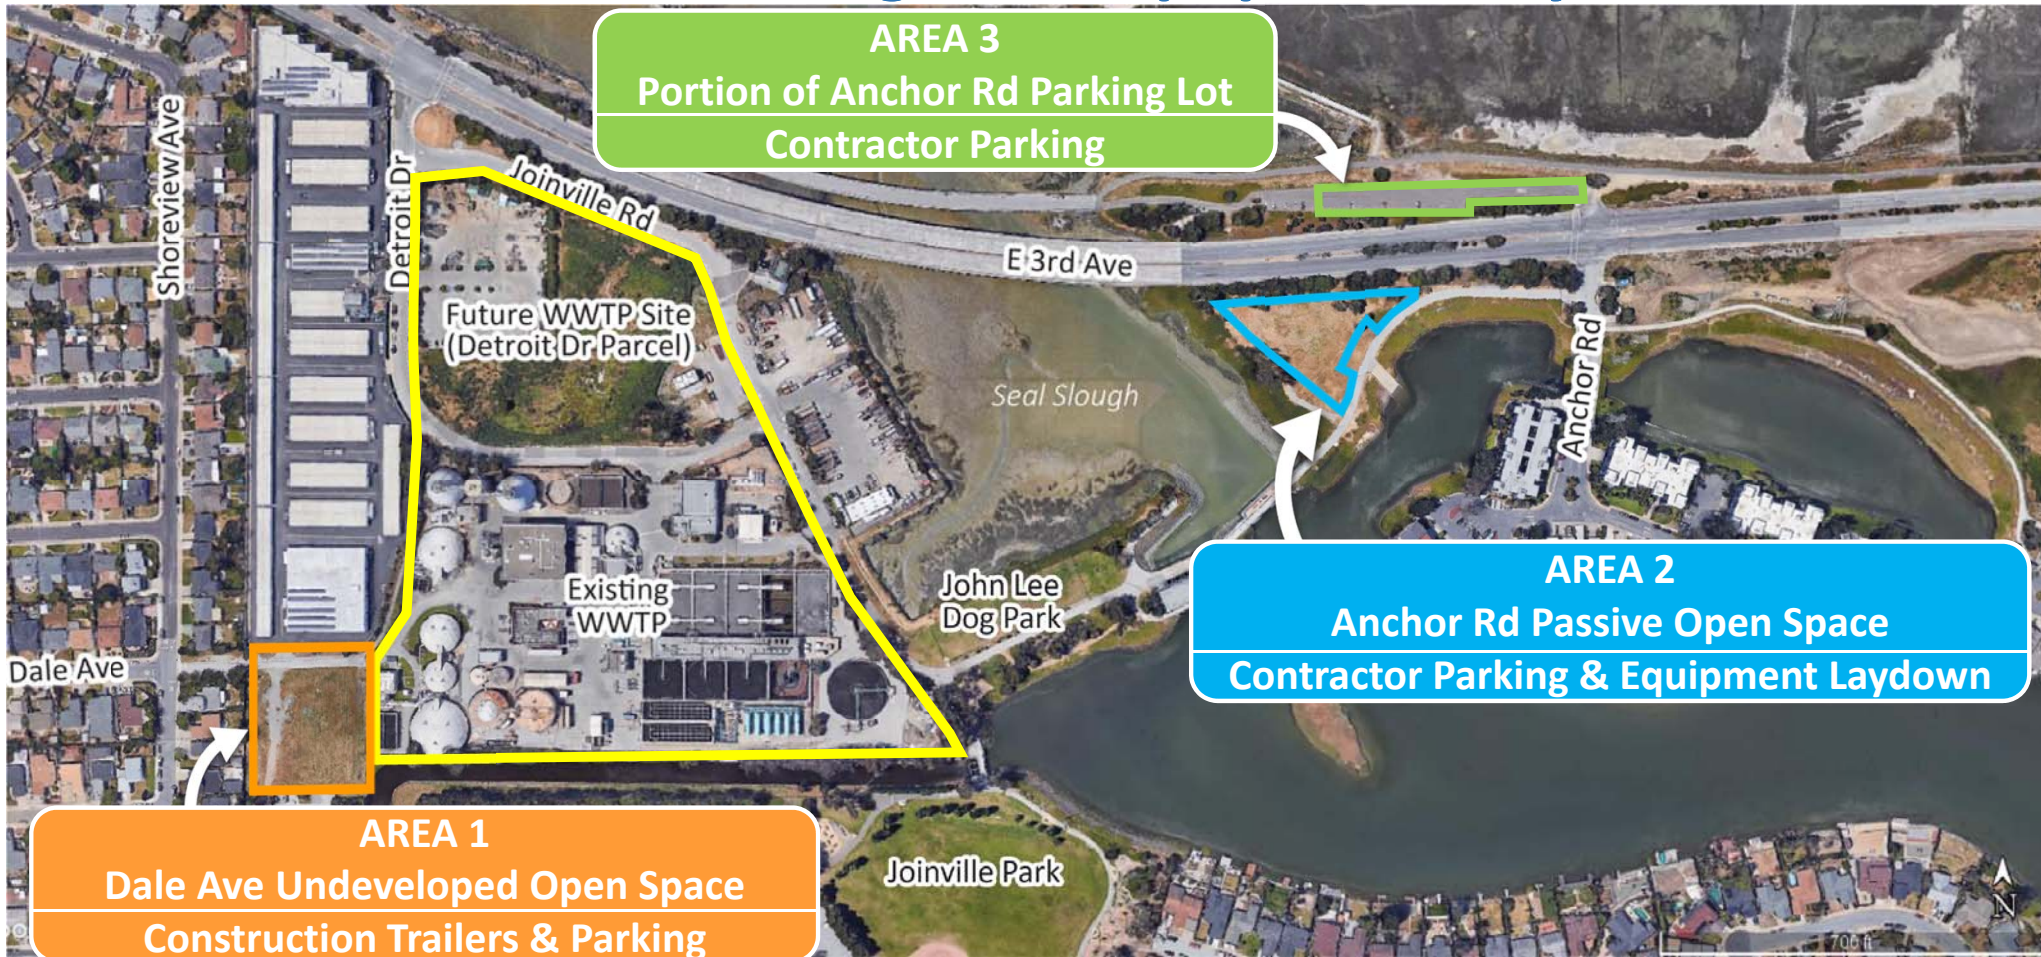 AREA 3
Portion of Anchor Rd Parking Lot
Contractor Parking
Shoreview Ave
Detroit Dr
Joinville Rd
E 3rd Ave
Future WWTP Site
(Detroit Dr Parcel)
Seal Slough
Anchor Rd
Existing
WWTP
John Lee
Dog Park
AREA 2
Anchor Rd Passive Open Space
Contractor Parking & Equipment Laydown
Dale Ave
AREA 1
Dale Ave Undeveloped Open Space
Construction Trailers & Parking
Joinville Park
N
700 ft